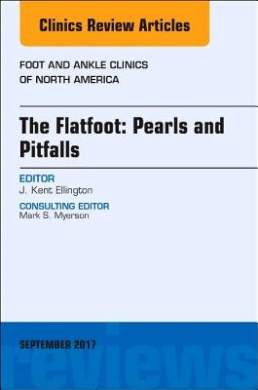 Clinics Review Articles
FOOT AND ANKLE CLINICS
OF NORTH AMERICA
The Flatfoot: Pearls and
Pitfalls
EDITOR
J. Kent Ellington
CONSULTING EDITOR
Mark S. Myerson
SEPTEMBER 2017
reviews